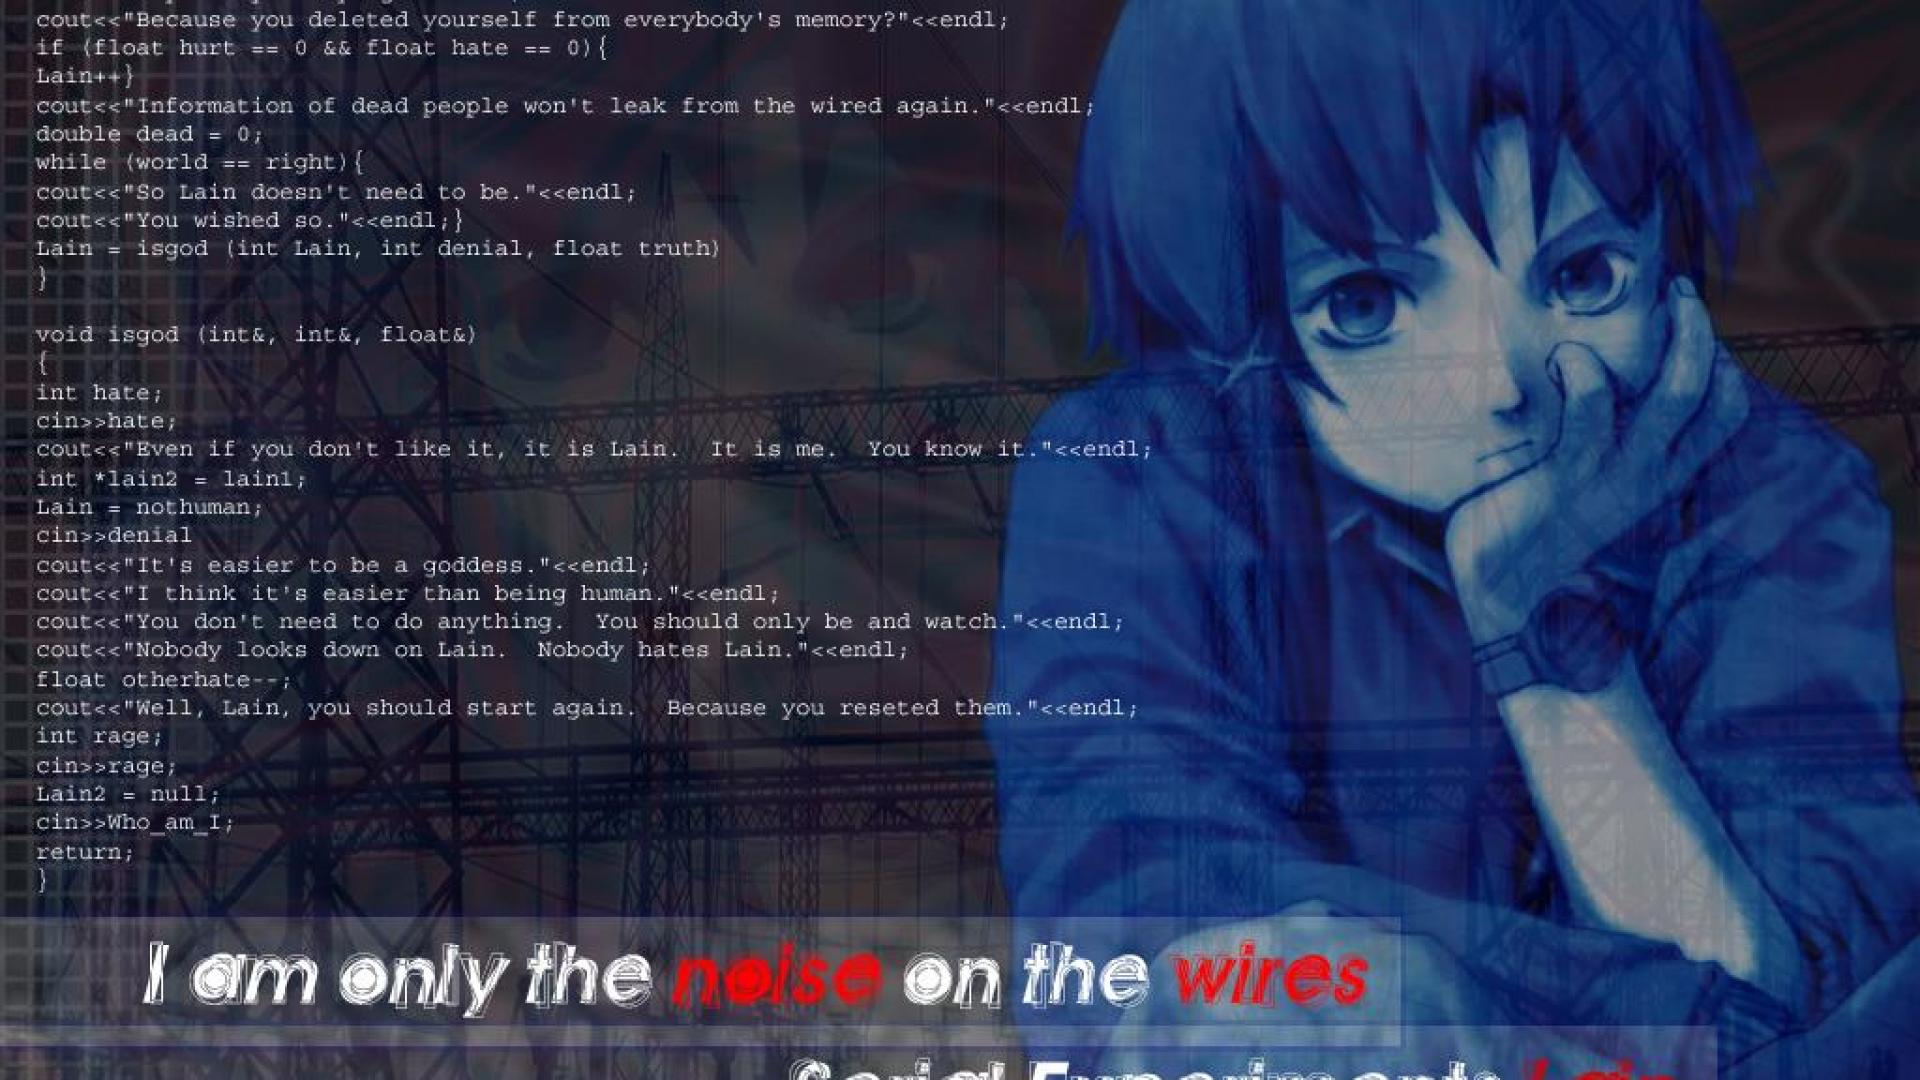 cout<<"Because you deleted yourself from everybody's memory?"<<endl;
if (float hurt == 0 && float hate == 0){
Lain++}
cout<<"Information of dead people won't leak from the wired again."<<endl;
double dead = 0;
while (world == right){
cout<<"So Lain doesn't need to be."<<endl;
cout<<"You wished so."<<endl;}
Lain = isgod (int Lain, int denial, float truth)
}
void isgod (int&, int&, float&)
{
int hate;
cin>>hate;
cout<<"Even if you don't like it, it is Lain.  It is me.  You know it."<<endl;
int *lain2 = lain1;
Lain = nothuman;
cin>>denial
cout<<"It's easier to be a goddess."<<endl;
cout<<"I think it's easier than being human."<<endl;
cout<<"You don't need to do anything.  You should only be and watch."<<endl;
cout<<"Nobody looks down on Lain.  Nobody hates Lain."<<endl;
float otherhate--;
cout<<"Well, Lain, you should start again.  Because you reseted them."<<endl;
int rage;
cin>>rage;
Lain2 = null;
cin>>Who_am_I;
return;
}
I am only the noise on the wires
Serial Experiments Lain